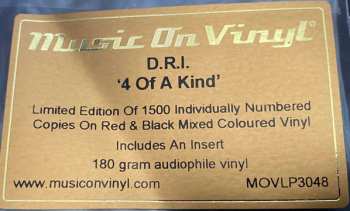 Music On Vinyl®
D.R.I.
‘4 Of A Kind’
Limited Edition Of 1500 Individually Numbered
Copies On Red & Black Mixed Coloured Vinyl
Includes An Insert
180 gram audiophile vinyl
www.musiconvinyl.com MOVLP3048